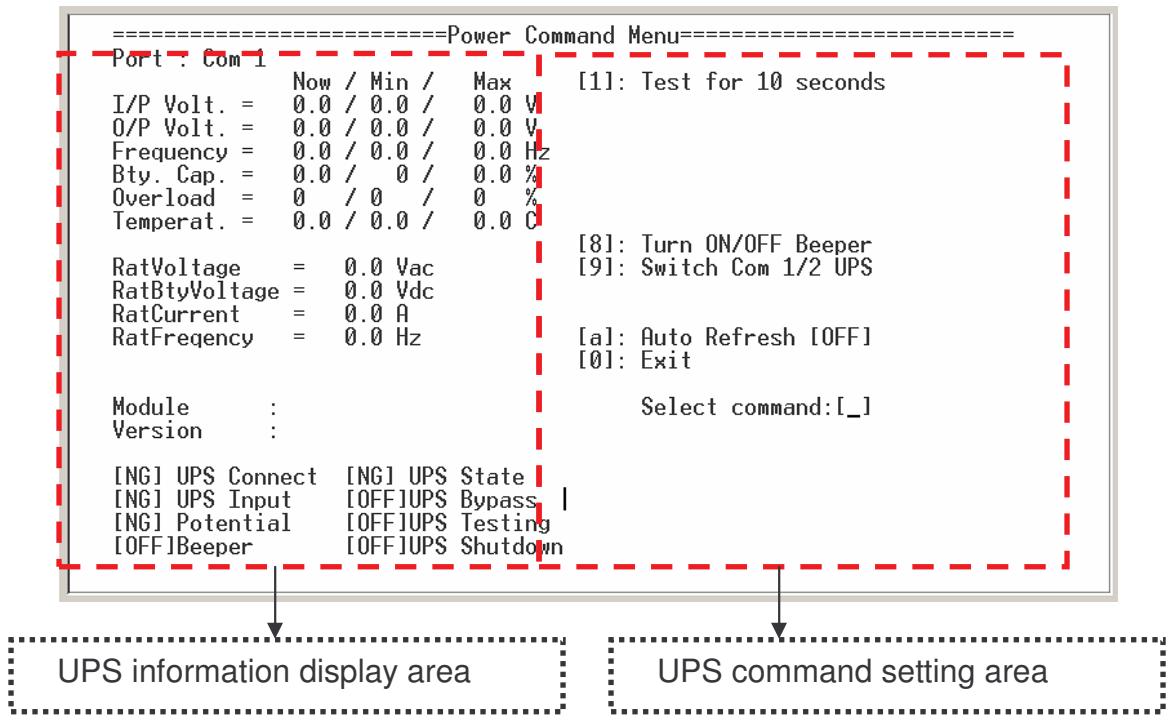 ==========================Power Command Menu==========================
Port : Com 1
Now / Min / Max
I/P Volt. = 0.0 / 0.0 / 0.0 V
O/P Volt. = 0.0 / 0.0 / 0.0 V
Frequency = 0.0 / 0.0 / 0.0 Hz
Bty. Cap. = 0.0 / 0 / 0.0 %
Overload = 0 / 0 / 0 %
Temperat. = 0.0 / 0.0 / 0.0 C
RatVoltage = 0.0 Vac
RatBtyVoltage = 0.0 Vdc
RatCurrent = 0.0 A
RatFreqency = 0.0 Hz
Module :
Version :
[NG] UPS Connect [NG] UPS State
[NG] UPS Input [OFF]UPS Bypass
[NG] Potential [OFF]UPS Testing
[OFF]Beeper [OFF]UPS Shutdown
[1]: Test for 10 seconds
[8]: Turn ON/OFF Beeper
[9]: Switch Com 1/2 UPS
[a]: Auto Refresh [OFF]
[0]: Exit
Select command:[_]
UPS information display area
UPS command setting area